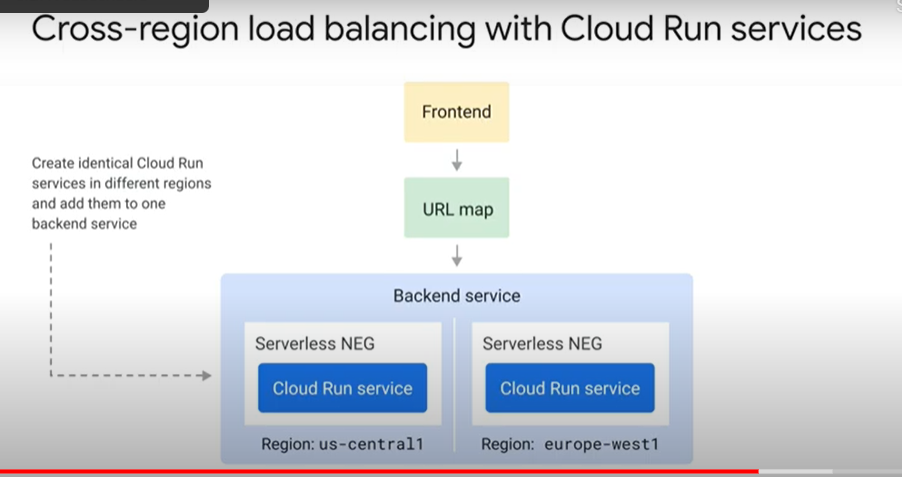 Cross-region load balancing with Cloud Run services
Frontend
Create identical Cloud Run
services in different regions
and add them to one
backend service
URL map
Backend service
Serverless NEG
Cloud Run service
Region: us-central1
Serverless NEG
Cloud Run service
Region: europe-west1